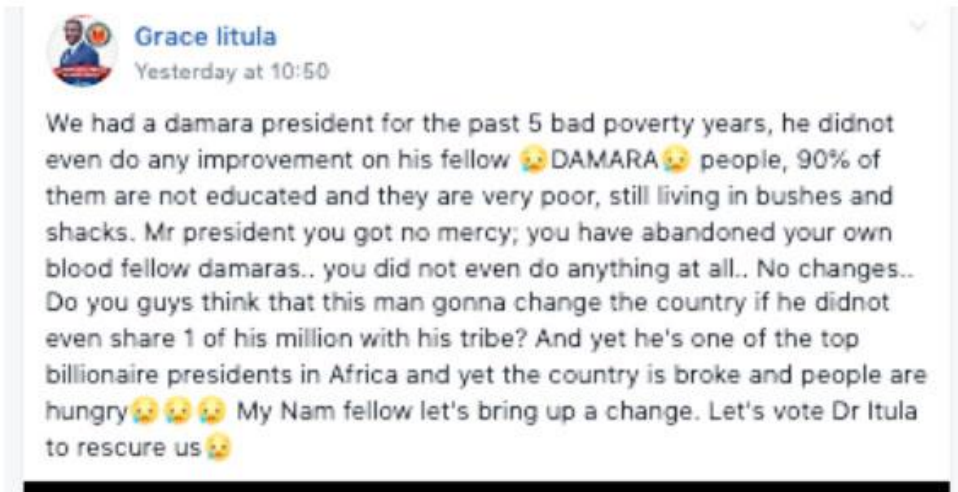 Grace Iitula
Yesterday at 10:50
We had a damara president for the past 5 bad poverty years, he didnot
even do any improvement on his fellow 😥DAMARA😥 people, 90% of
them are not educated and they are very poor, still living in bushes and
shacks. Mr president you got no mercy; you have abandoned your own
blood fellow damaras.. you did not even do anything at all.. No changes..
Do you guys think that this man gonna change the country if he didnot
even share 1 of his million with his tribe? And yet he's one of the top
billionaire presidents in Africa and yet the country is broke and people are
hungry😥😥😥 My Nam fellow let's bring up a change. Let's vote Dr Itula
to rescure us😥